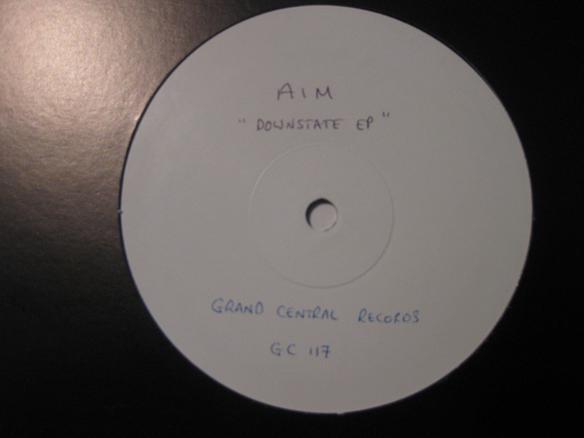 AIM
"DOWNSTATE EP"
GRAND CENTRAL RECORDS
GC 117